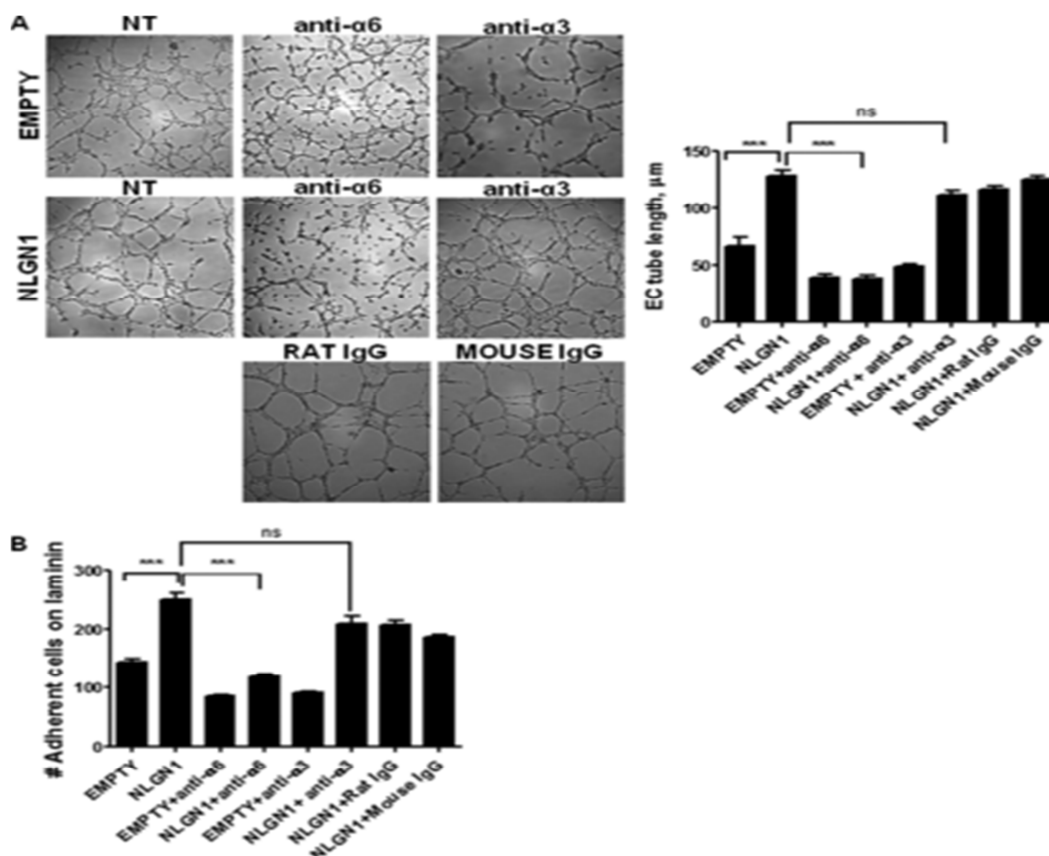 A
NT
anti-α6
anti-α3
EMPTY
NLGN1
NT
anti-α6
anti-α3
RAT IgG
MOUSE IgG
ns
***
***
EC tube length, µm
150
100
50
0
EMPTY
NLGN1
EMPTY+anti-α6
NLGN1+anti-α6
EMPTY + anti-α3
NLGN1+ anti-α3
NLGN1+Rat IgG
NLGN1+Mouse IgG
B
ns
***
***
# Adherent cells on laminin
300
200
100
0
EMPTY
NLGN1
EMPTY+anti-α6
NLGN1+anti-α6
EMPTY+anti-α3
NLGN1+ anti-α3
NLGN1+Rat IgG
NLGN1+Mouse IgG